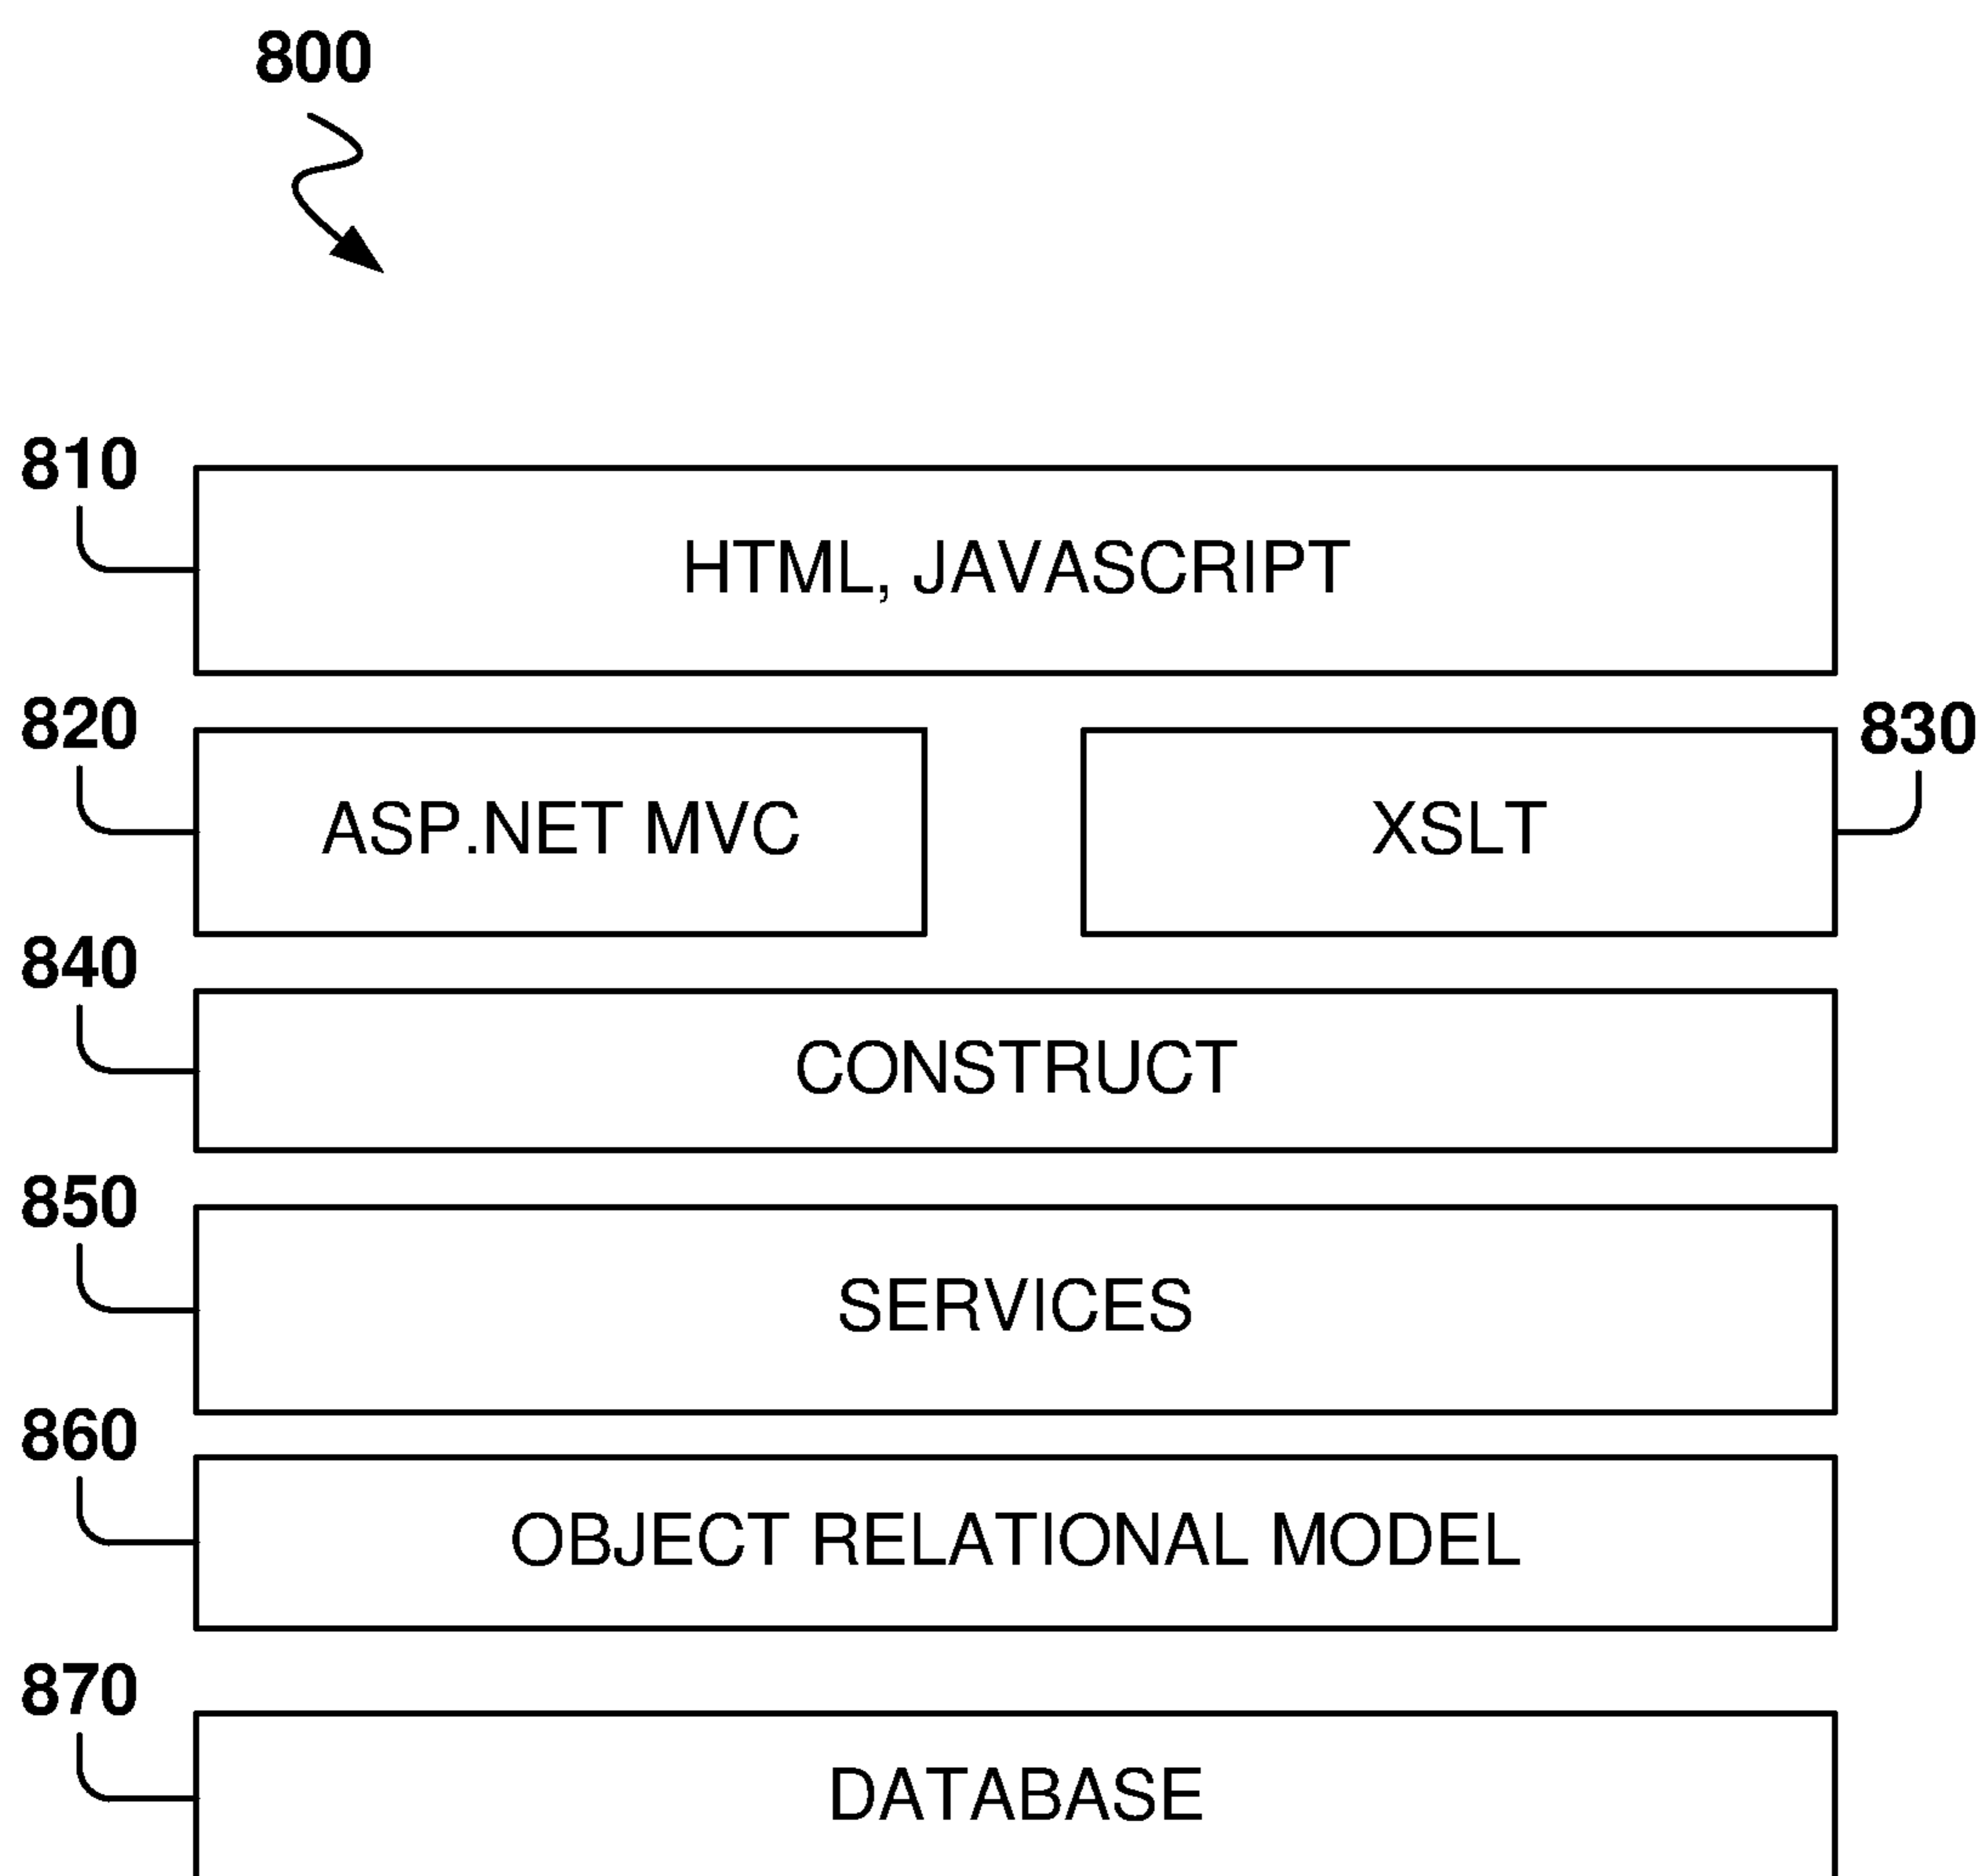 800
810
HTML, JAVASCRIPT
820
830
ASP.NET MVC
XSLT
840
CONSTRUCT
850
SERVICES
860
OBJECT RELATIONAL MODEL
870
DATABASE